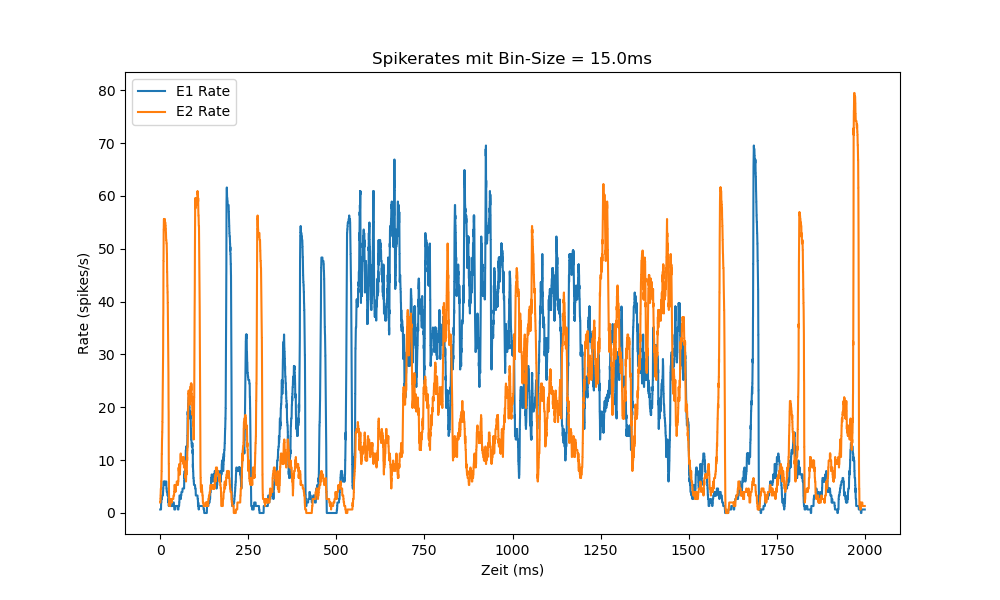 Spikerates mit Bin-Size = 15.0ms
E1 Rate
E2 Rate
80
70
60
50
40
30
20
10
0
Rate (spikes/s)
0 250 500 750 1000 1250 1500 1750 2000
Zeit (ms)